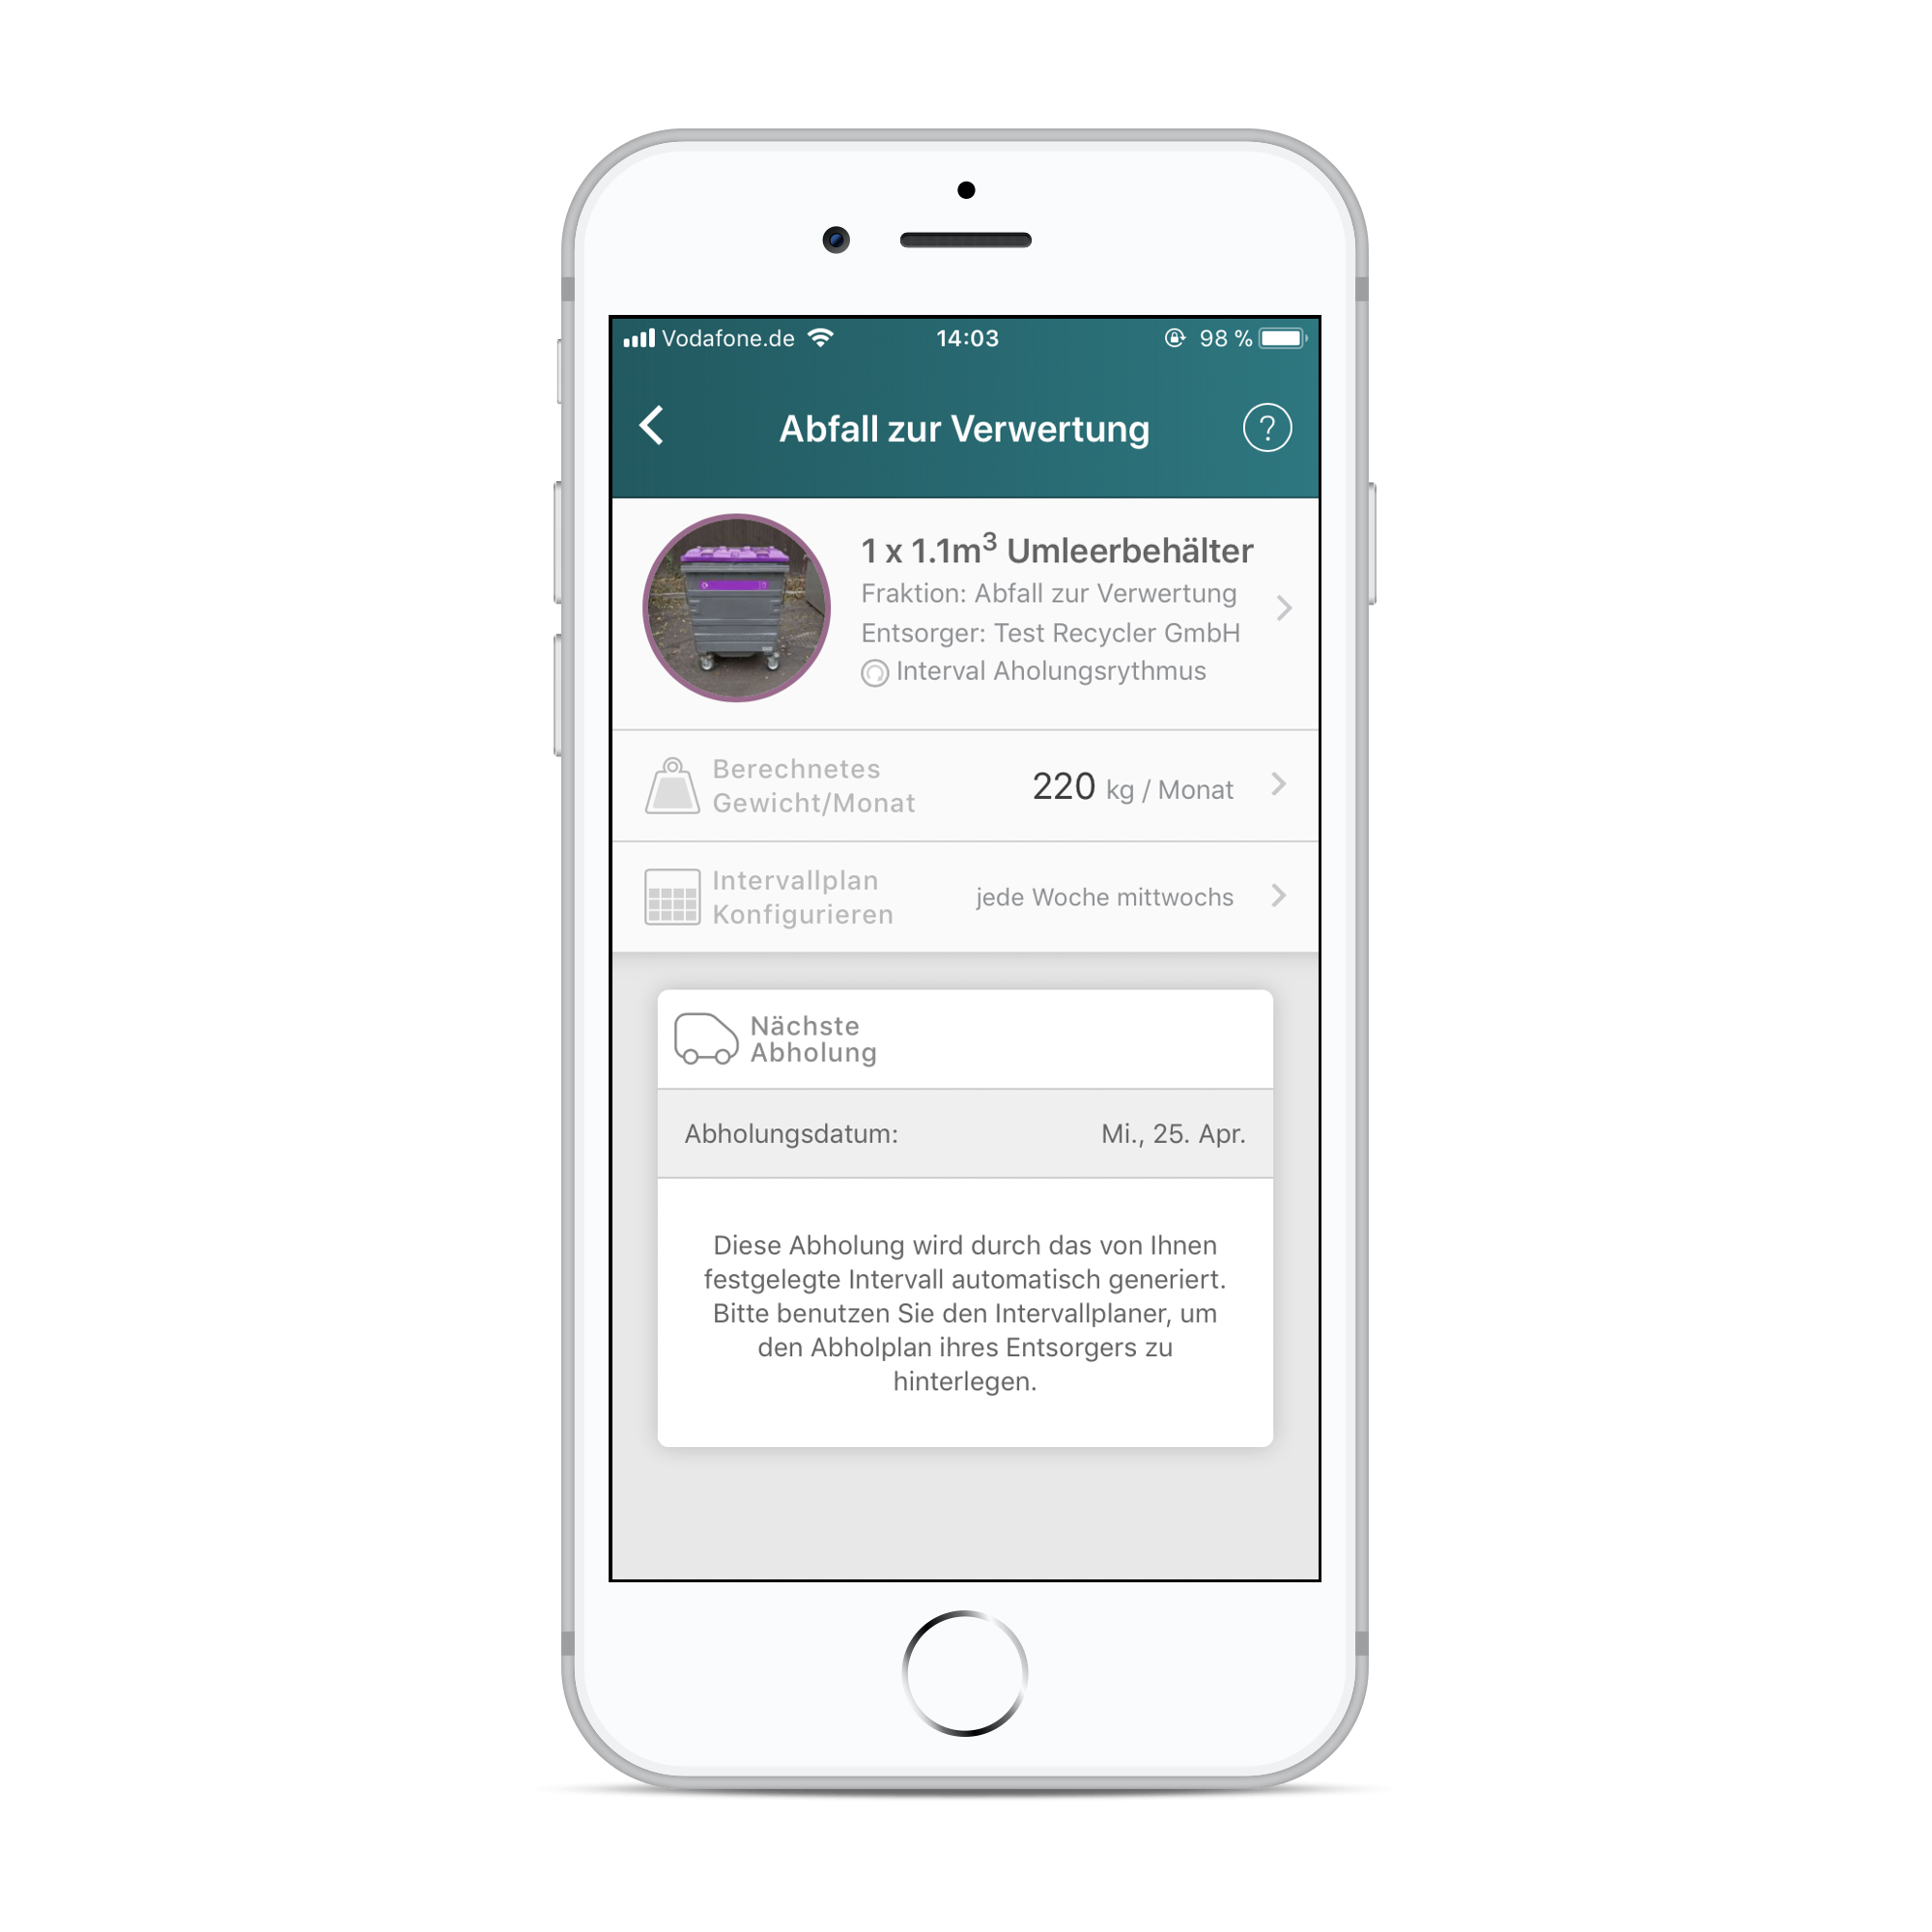 Vodafone.de 14:03 98 %
Abfall zur Verwertung ?
1 x 1.1m³ Umleerbehälter
Fraktion: Abfall zur Verwertung
Entsorger: Test Recycler GmbH
Interval Aholungsrythmus
Berechnetes
Gewicht/Monat
220 kg / Monat
Intervallplan
Konfigurieren
jede Woche mittwochs
Nächste
Abholung
Abholungsdatum: Mi., 25. Apr.
Diese Abholung wird durch das von Ihnen
festgelegte Intervall automatisch generiert.
Bitte benutzen Sie den Intervallplaner, um
den Abholplan ihres Entsorgers zu
hinterlegen.